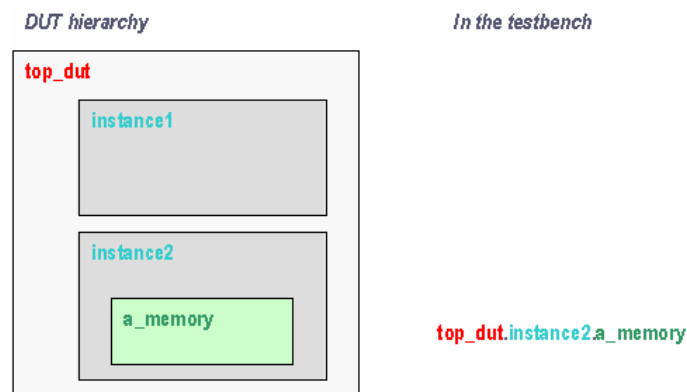 DUT hierarchy
In the testbench
top_dut
instance1
instance2
a_memory
top_dut.instance2.a_memory